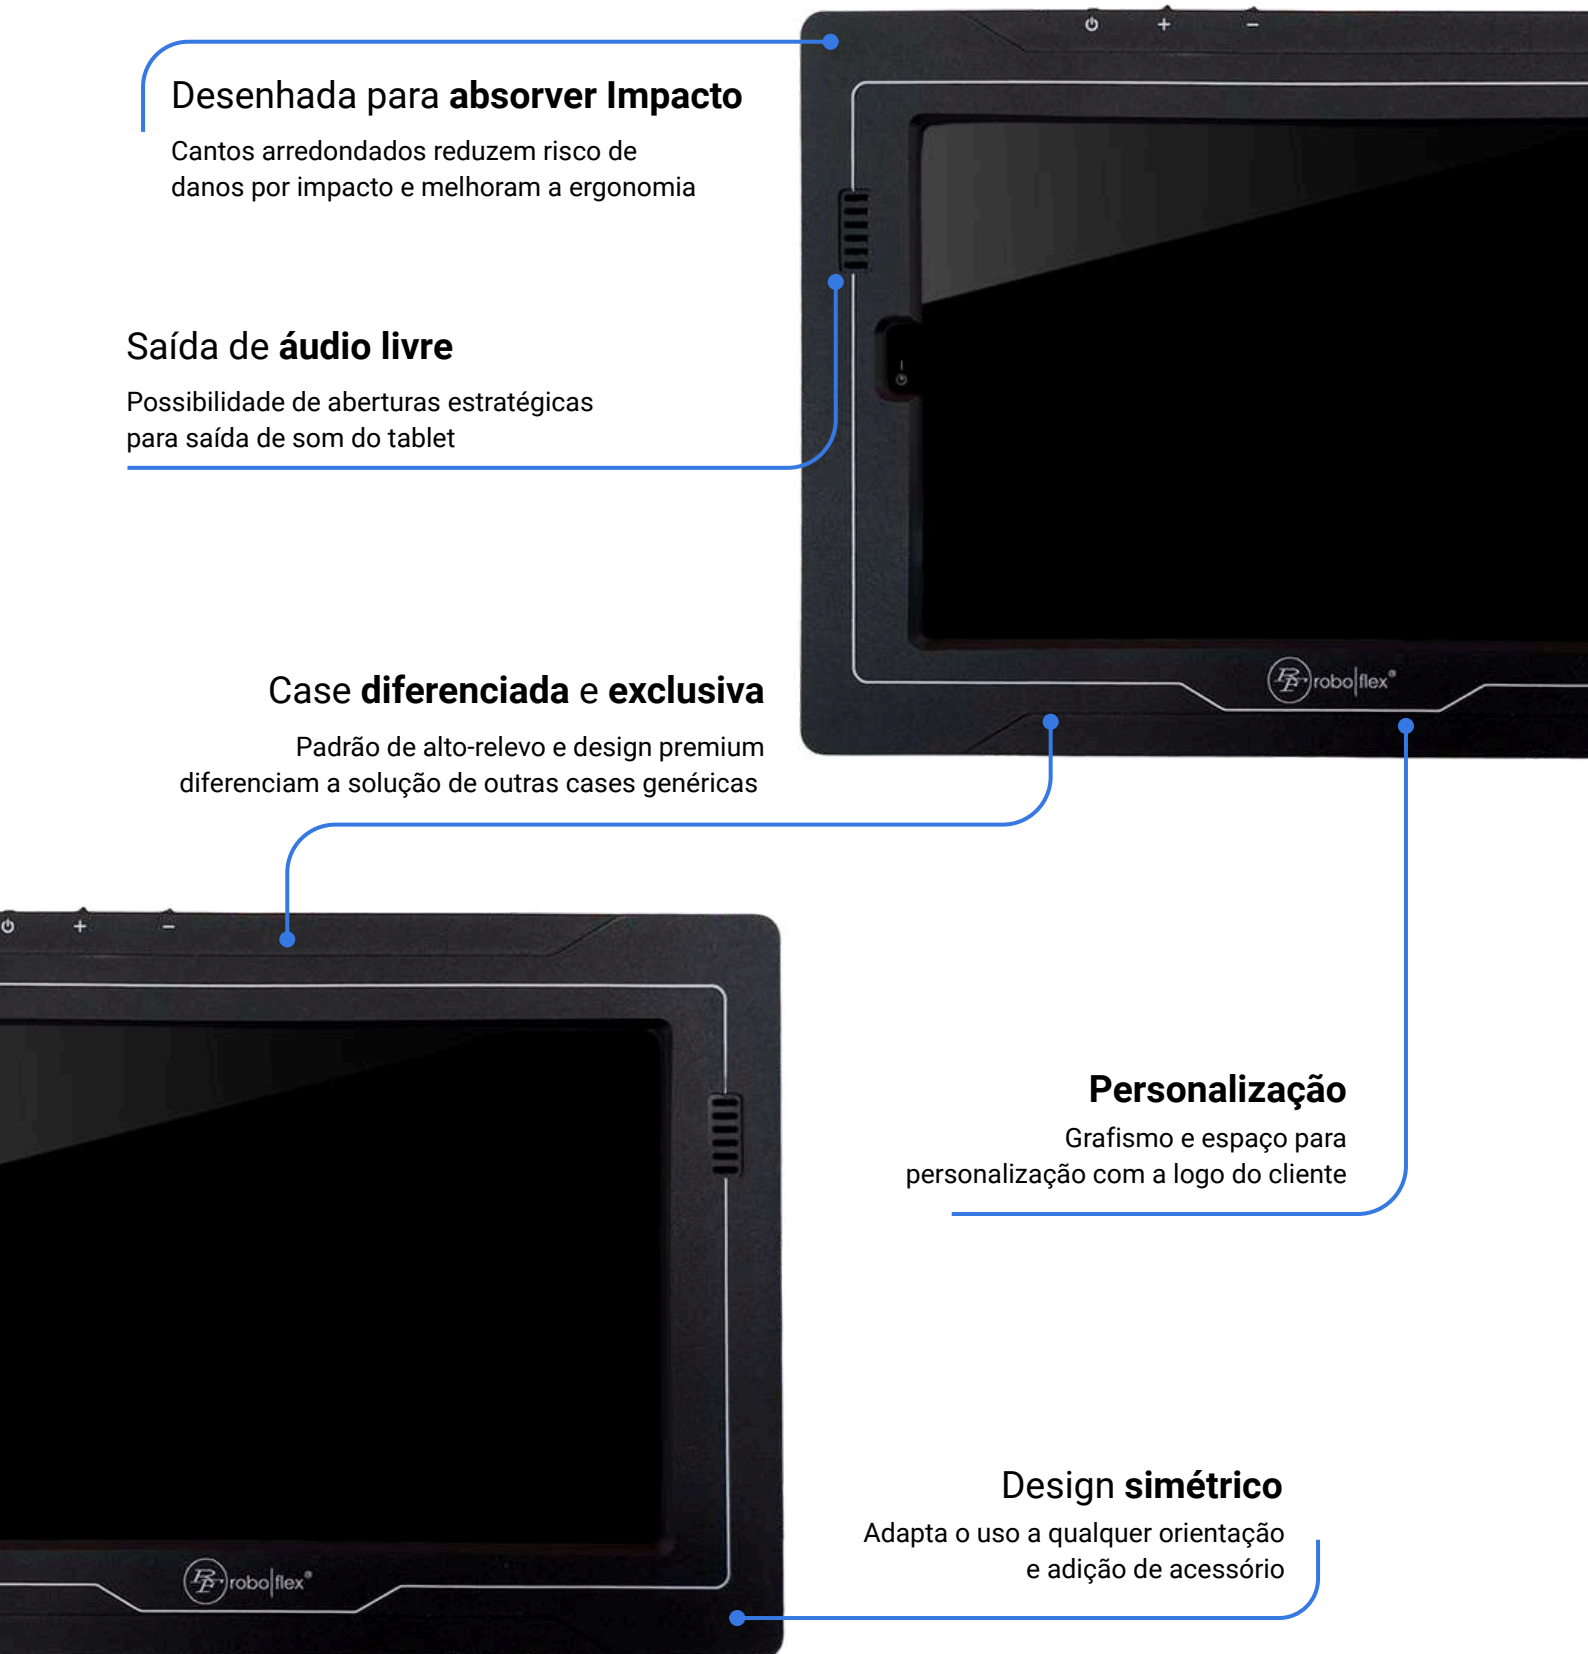 Desenhada para absorver Impacto
Cantos arredondados reduzem risco de
danos por impacto e melhoram a ergonomia
Saída de áudio livre
Possibilidade de aberturas estratégicas
para saída de som do tablet
robo|flex®
Case diferenciada e exclusiva
Padrão de alto-relevo e design premium
diferenciam a solução de outras cases genéricas
Personalização
Grafismo e espaço para
personalização com a logo do cliente
Design simétrico
Adapta o uso a qualquer orientação
e adição de acessório
robo|flex®